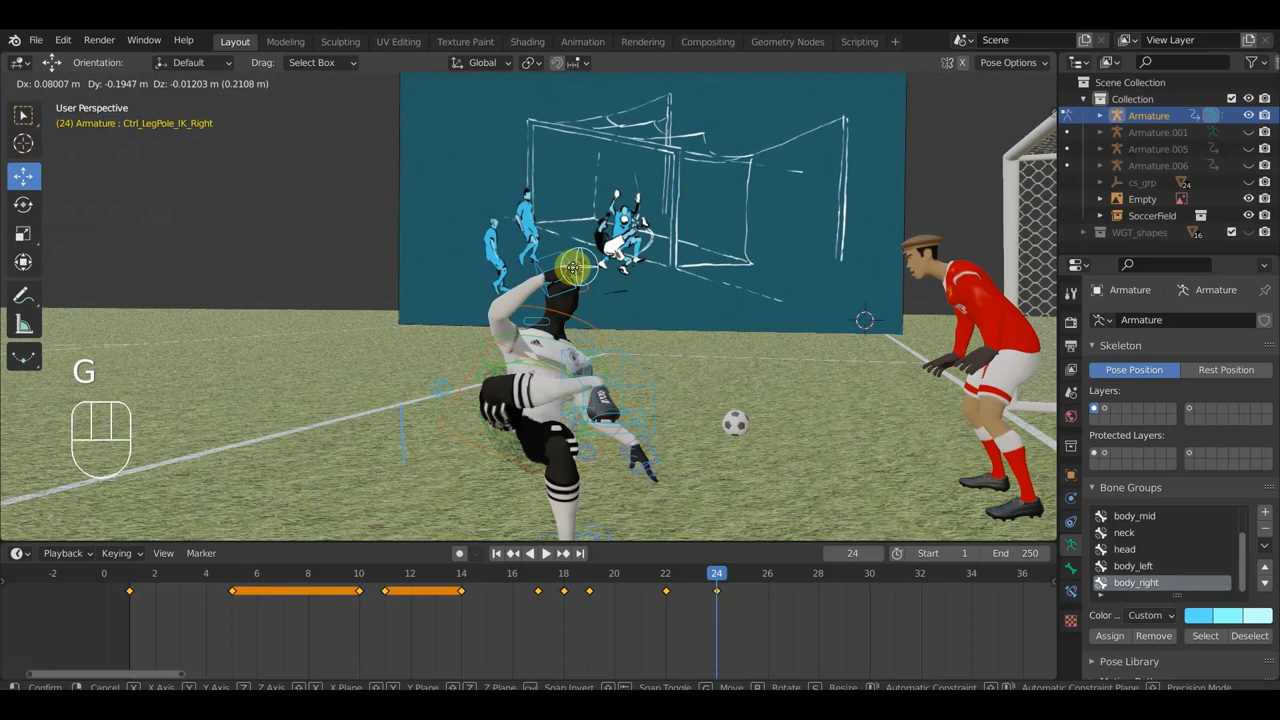 File Edit Render Window Help Layout Modeling Sculpting UV Editing Texture Paint Shading Animation Rendering Compositing Geometry Nodes Scripting + Scene View Layer
Orientation: Default Drag: Select Box Global X Pose Options
Dx: 0.08007 m Dy: -0.1947 m Dz: -0.01203 m (0.2108 m)
User Perspective
(24) Armature : Ctrl_LegPole_IK_Right
G
Scene Collection
Collection
Armature
Armature.001
Armature.005
Armature.006
cs_grp 24
Empty
SoccerField
WGT_shapes 16
Armature Armature
Armature
Skeleton
Pose Position Rest Position
Layers:
Protected Layers:
Bone Groups
body_mid
neck
head
body_left
body_right
Color... Custom
Assign Remove Select Deselect
Pose Library
Playback Keying View Marker 24 Start 1 End 250
-2 0 2 4 6 8 10 12 14 16 18 20 22 24 26 28 30 32 34 36
Confirm Cancel X X Axis Y Y Axis Z Z Axis X X Plane Y Y Plane Z Z Plane Snap Invert Snap Toggle G Move R Rotate S Resize Automatic Constraint Automatic Constraint Plane Precision Mode